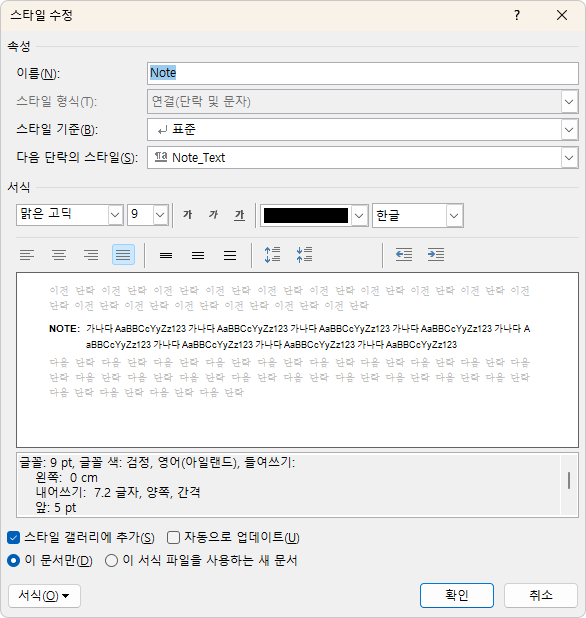 스타일 수정
?
속성
이름(N):
Note
스타일 형식(T):
연결(단락 및 문자)
스타일 기준(B):
표준
다음 단락의 스타일(S):
¶a Note_Text
서식
맑은 고딕
9
가 가 가
한글
이전 단락 이전 단락 이전 단락 이전 단락 이전 단락 이전 단락 이전 단락 이전 단락 이전 단락 이전
단락 이전 단락 이전 단락 이전 단락 이전 단락 이전 단락
NOTE: 가나다 AaBBCcYyZz123 가나다 AaBBCcYyZz123 가나다 AaBBCcYyZz123 가나다 AaBBCcYyZz123 가나다 A
aBBCcYyZz123 가나다 AaBBCcYyZz123 가나다 AaBBCcYyZz123 가나다 AaBBCcYyZz123
다음 단락 다음 단락 다음 단락 다음 단락 다음 단락 다음 단락 다음 단락 다음 단락 다음 단락 다음
단락 다음 단락 다음 단락 다음 단락 다음 단락 다음 단락 다음 단락 다음 단락 다음 단락 다음 단락
다음 단락 다음 단락 다음 단락 다음 단락
글꼴: 9 pt, 글꼴 색: 검정, 영어(아일랜드), 들여쓰기:
왼쪽: 0 cm
내어쓰기: 7.2 글자, 양쪽, 간격
앞: 5 pt
스타일 갤러리에 추가(S)
자동으로 업데이트(U)
이 문서만(D)
이 서식 파일을 사용하는 새 문서
서식(O)
확인
취소